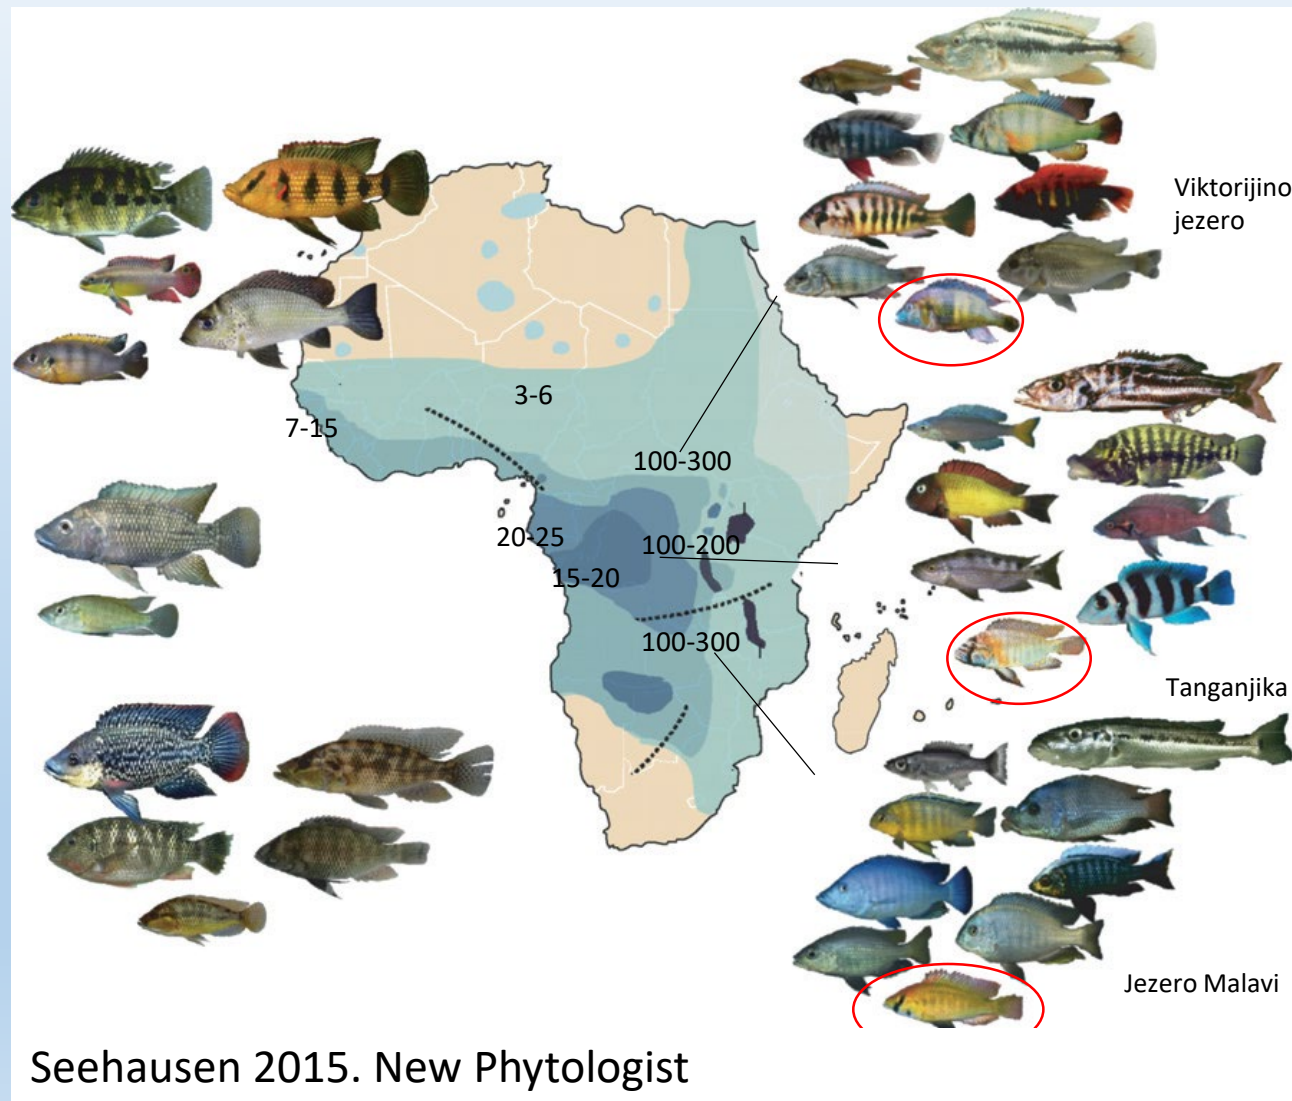 Viktorijino
jezero
3-6
7-15
100-300
20-25
100-200
15-20
100-300
Tanganjika
Jezero Malavi
Seehausen 2015. New Phytologist